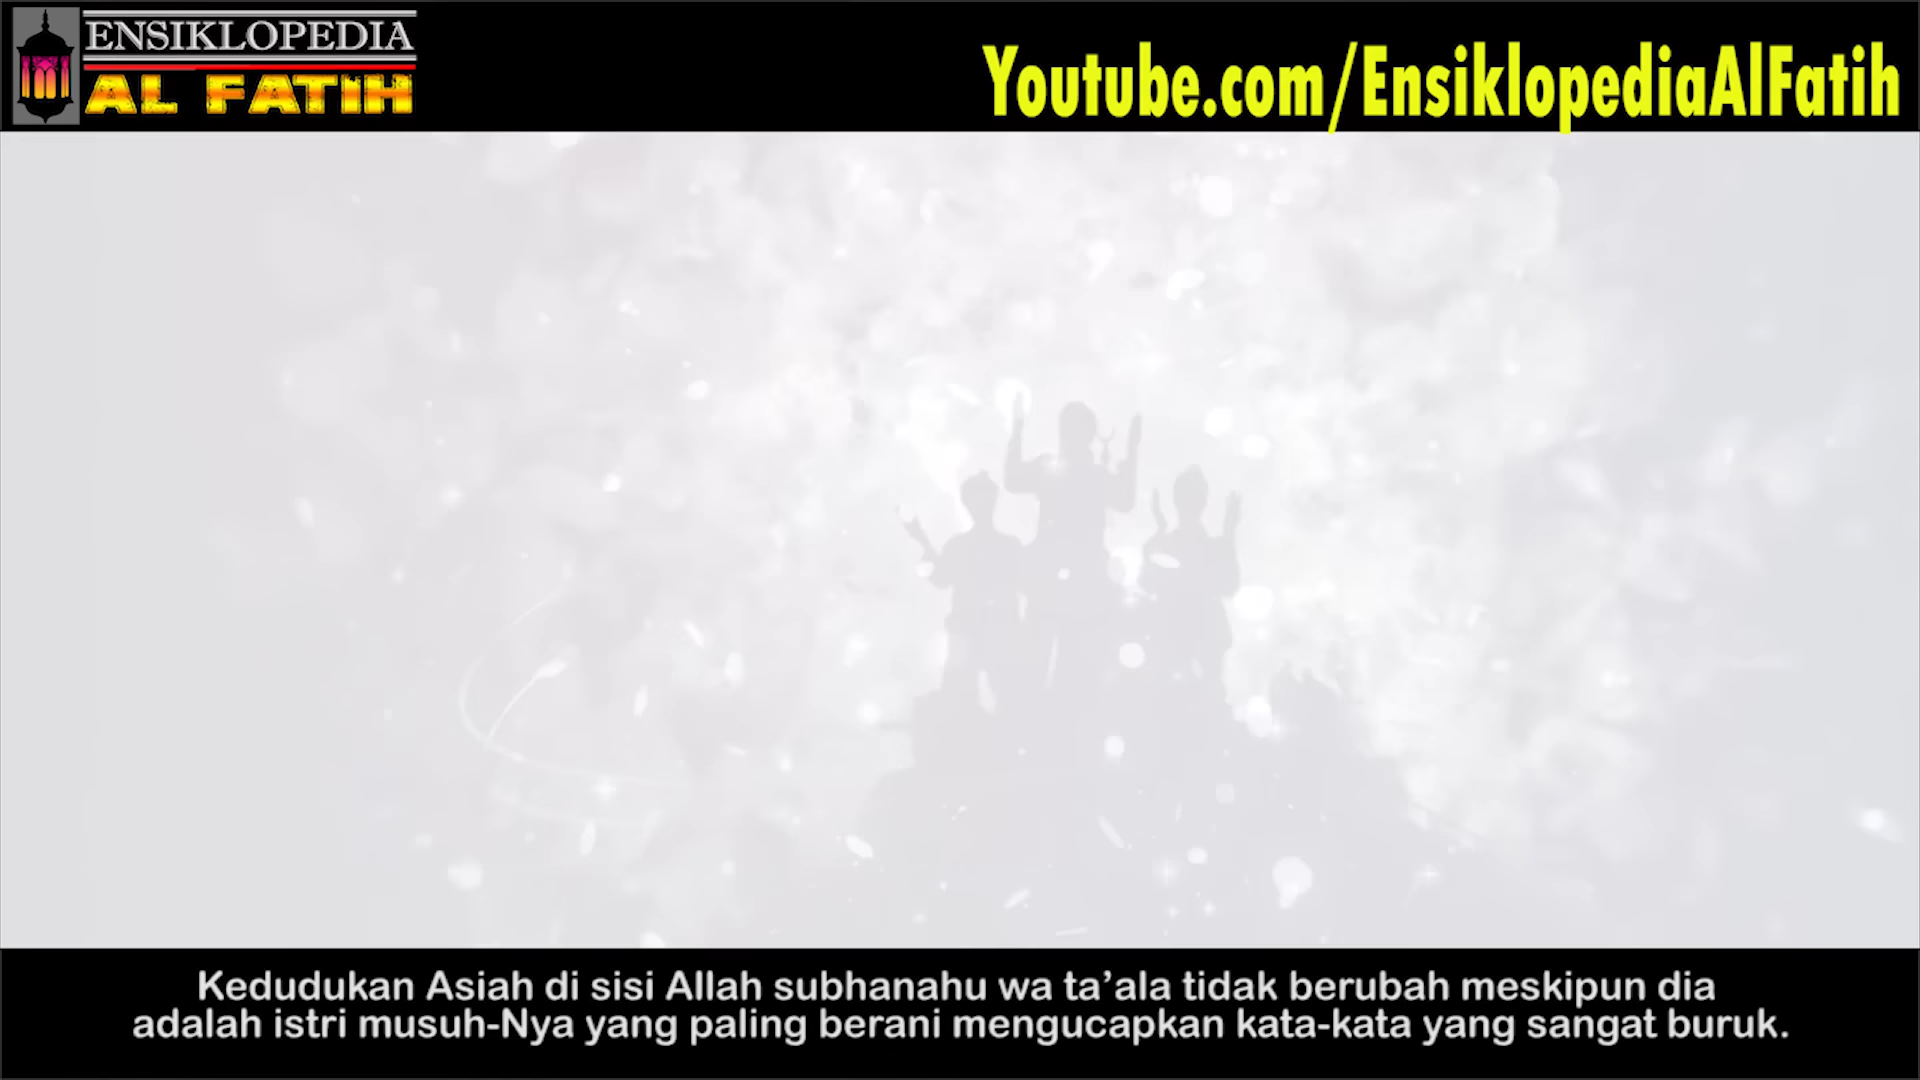 ENSIKLOPEDIA
AL FATIH
Youtube.com/EnsiklopediaAlFatih
Kedudukan Asiah di sisi Allah subhanahu wa ta’ala tidak berubah meskipun dia
adalah istri musuh-Nya yang paling berani mengucapkan kata-kata yang sangat buruk.